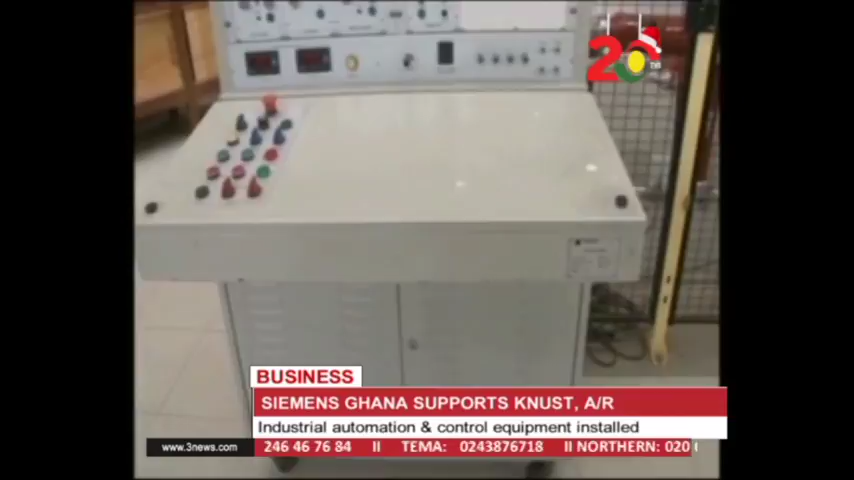 20
BUSINESS
SIEMENS GHANA SUPPORTS KNUST, A/R
Industrial automation & control equipment installed
www.3news.com
246 46 76 84 II TEMA: 0243876718 II NORTHERN: 020